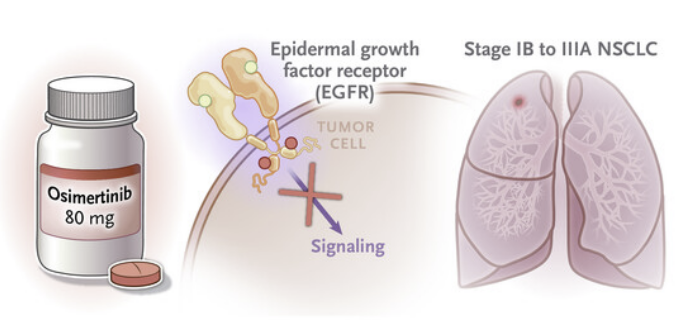 Osimertinib
80 mg
Epidermal growth
factor receptor
(EGFR)
TUMOR
CELL
Signaling
Stage IB to IIIA NSCLC